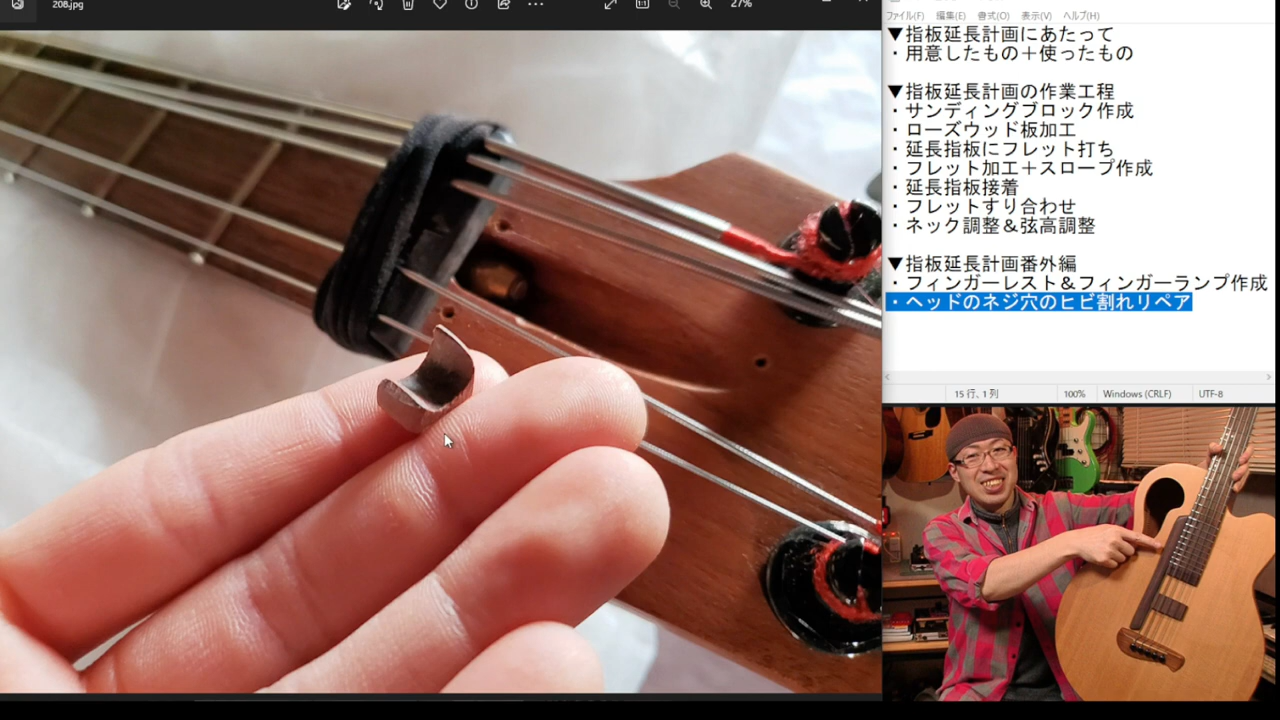 208.jpg
27%
ファイル(F) 編集(E) 書式(O) 表示(V) ヘルプ(H)
▼指板延長計画にあたって
・用意したもの＋使ったもの
▼指板延長計画の作業工程
・サンディングブロック作成
・ローズウッド板加工
・延長指板にフレット打ち
・フレット加工＋スロープ作成
・延長指板接着
・フレットすり合わせ
・ネック調整＆弦高調整
▼指板延長計画番外編
・フィンガーレスト＆フィンガーランプ作成
・ヘッドのネジ穴のヒビ割れリペア
15 行、1 列 100% Windows (CRLF) UTF-8